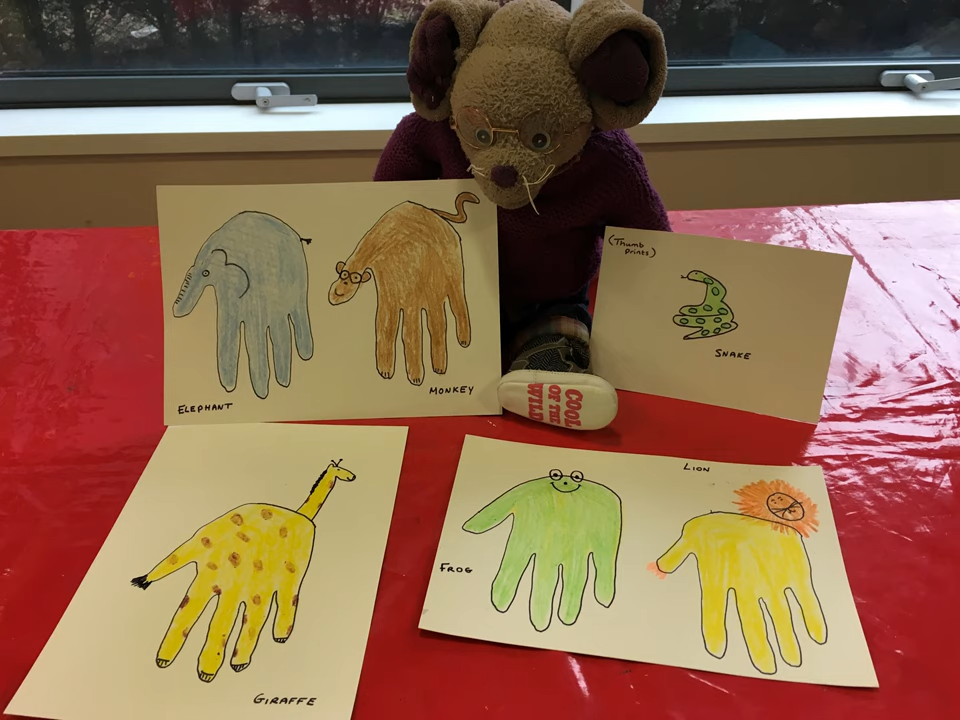 ELEPHANT
MONKEY
(Thumb
Prints)
SNAKE
COOL
OF THE
WILD
GIRAFFE
FROG
LION